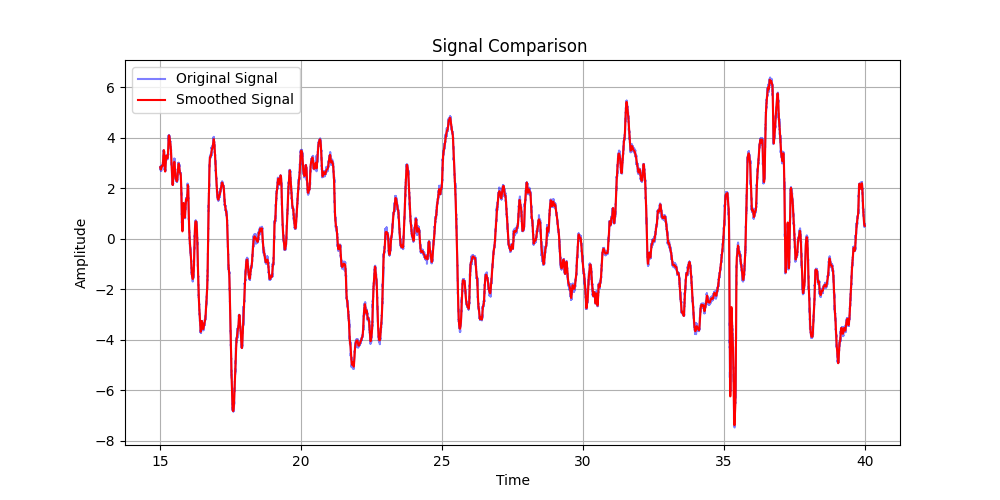 Signal Comparison
Original Signal
Smoothed Signal
6
4
2
0
−2
−4
−6
−8
Amplitude
15 20 25 30 35 40
Time